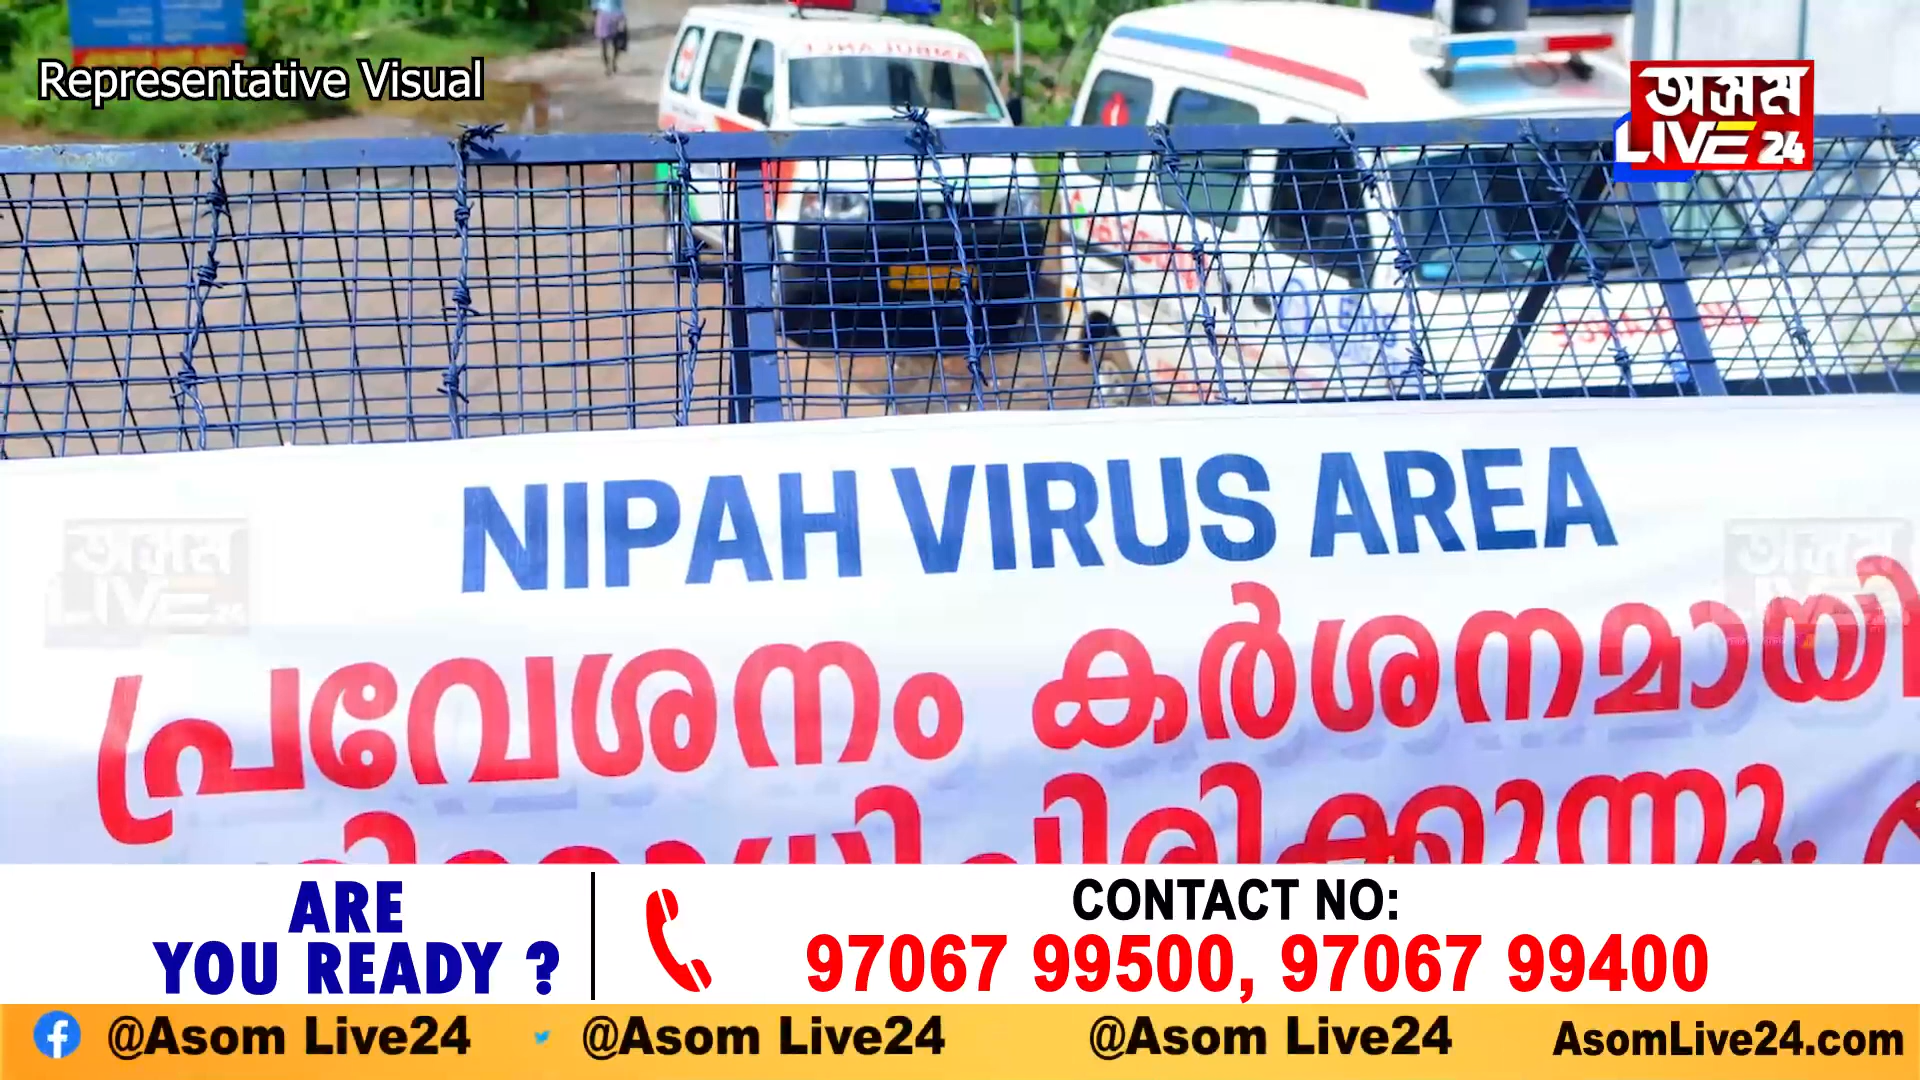 Representative Visual
অসম
LIVE 24
NIPAH VIRUS AREA
പ്രവേശനം കർശനമായി
ARE
YOU READY ?
CONTACT NO:
97067 99500, 97067 99400
@Asom Live24 @Asom Live24 @Asom Live24 AsomLive24.com